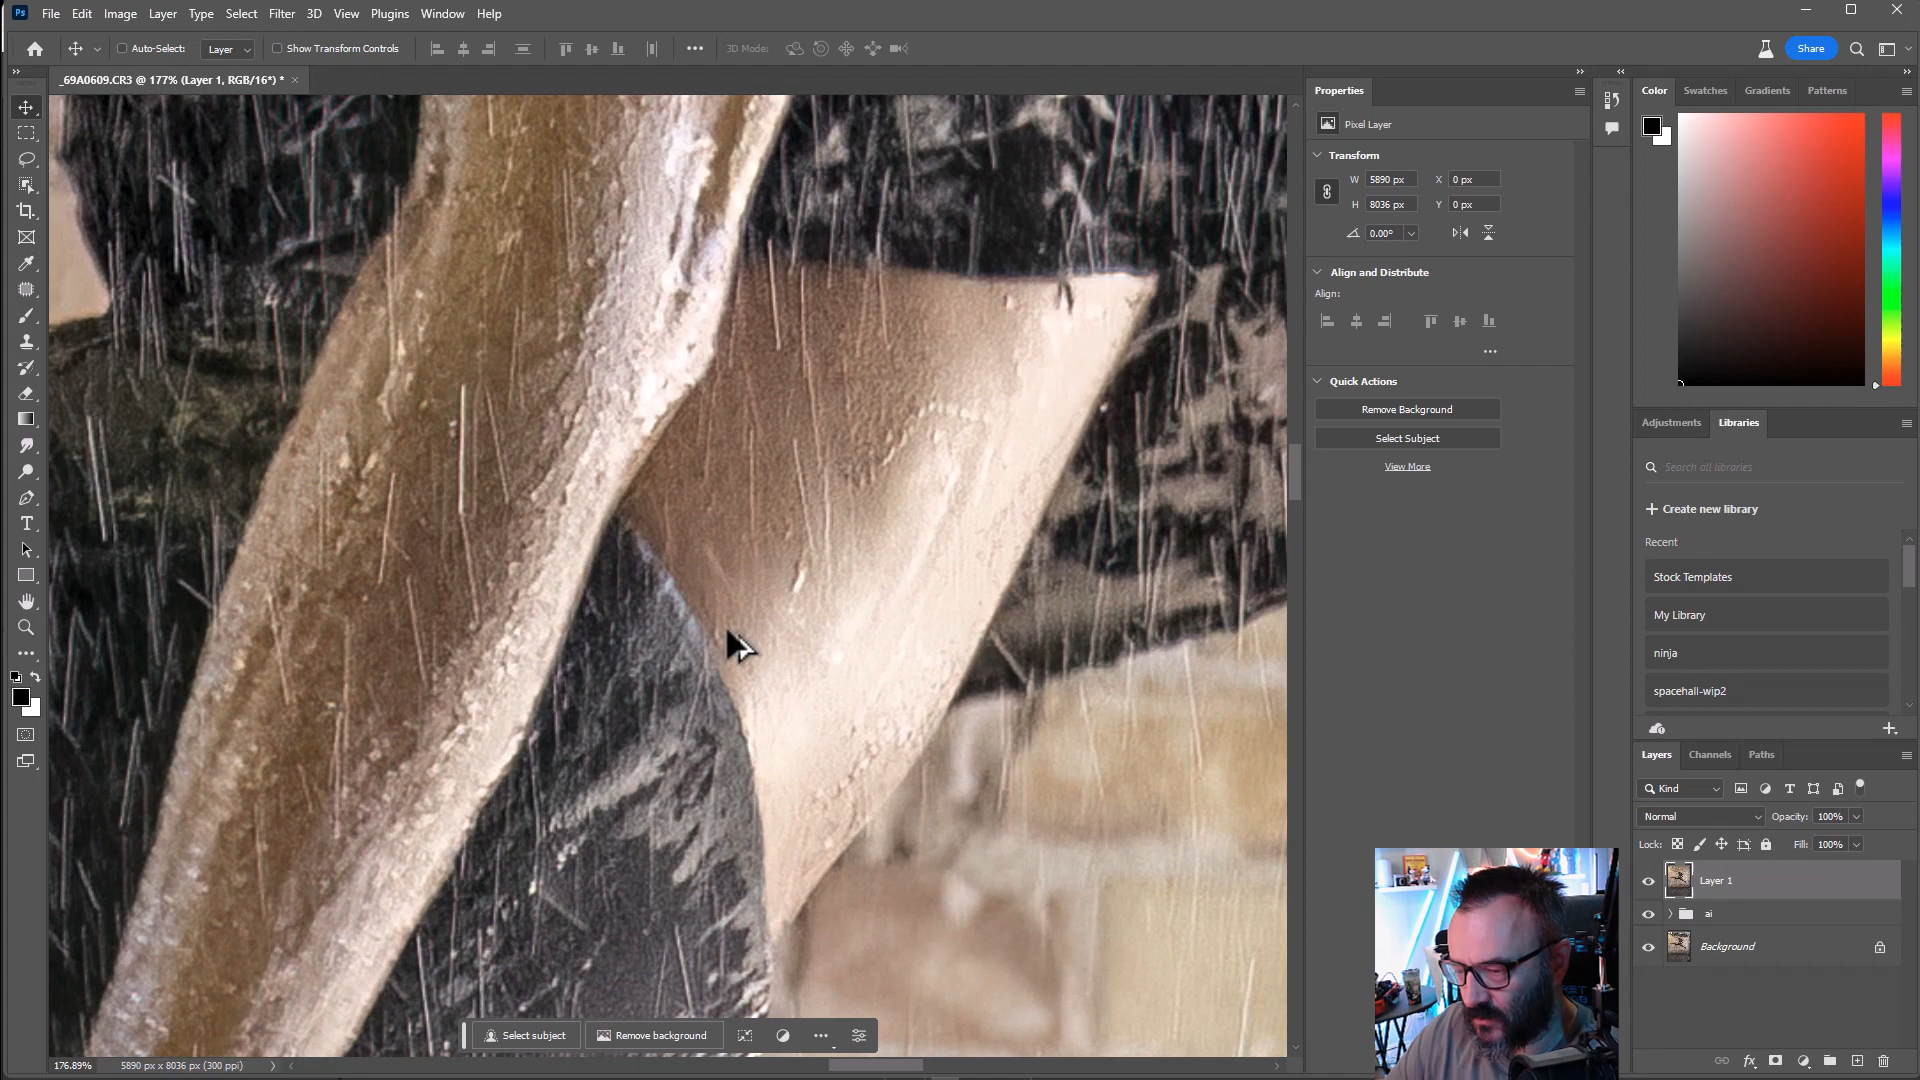 Ps File Edit Image Layer Type Select Filter 3D View Plugins Window Help
Auto-Select: Layer Show Transform Controls 3D Mode: Share
_69A0609.CR3 @ 177% (Layer 1, RGB/16*) *
Properties
Pixel Layer
Transform
W 5890 px X 0 px
H 8036 px Y 0 px
0.00°
Align and Distribute
Align:
Quick Actions
Remove Background
Select Subject
View More
Color Swatches Gradients Patterns
Adjustments Libraries
Search all libraries
Create new library
Recent
Stock Templates
My Library
ninja
spacehall-wip2
Layers Channels Paths
Kind
Normal Opacity: 100%
Lock: Fill: 100%
Layer 1
ai
Background
Select subject Remove background
176.89% 5890 px x 8036 px (300 ppi)